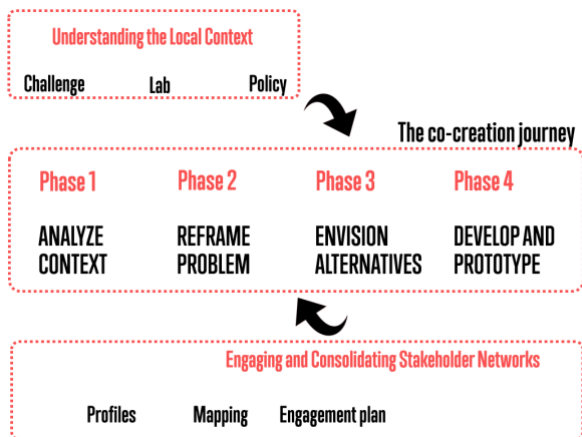 Understanding the Local Context
Challenge Lab Policy
The co-creation journey
Phase 1 Phase 2 Phase 3 Phase 4
ANALYZE REFRAME ENVISION DEVELOP AND
CONTEXT PROBLEM ALTERNATIVES PROTOTYPE
Engaging and Consolidating Stakeholder Networks
Profiles Mapping Engagement plan